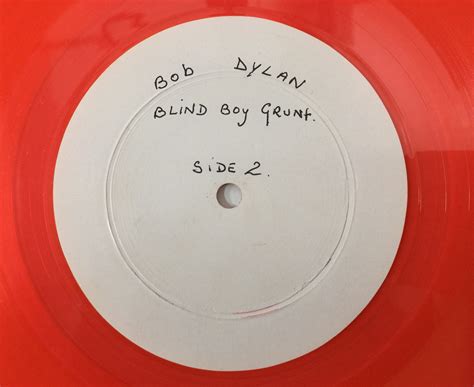 Bob DYLAN
BLiND Boy GRUNT.
SiDE 2.